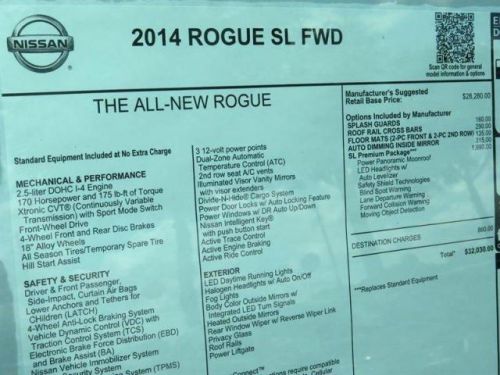 NISSAN
2014 ROGUE SL FWD
Scan QR code for general
model information & options
THE ALL-NEW ROGUE
Standard Equipment Included at No Extra Charge
MECHANICAL & PERFORMANCE
2.5-liter DOHC I-4 Engine
170 Horsepower and 175 lb-ft of Torque
Xtronic CVT® (Continuously Variable
Transmission) with Sport Mode Switch
Front-Wheel Drive
4-Wheel Front and Rear Disc Brakes
18" Alloy Wheels
All Season Tires/Temporary Spare Tire
Hill Start Assist
SAFETY & SECURITY
Driver & Front Passenger,
Side-Impact, Curtain Air Bags
Lower Anchors and Tethers for
CHildren (LATCH)
4-Wheel Anti-Lock Braking System
Vehicle Dynamic Control (VDC) with
Traction Control System (TCS)
Electronic Brake Force Distribution (EBD)
and Brake Assist (BA)
Nissan Vehicle Immobilizer System
System (TPMS)
3 12-volt power points
Dual-Zone Automatic
Temperature Control (ATC)
2nd row seat A/C vents
Illuminated Visor Vanity Mirrors
with visor extenders
Divide-N-Hide® Cargo System
Power Door Locks w/ Auto Locking Feature
Power Windows w/ DR Auto Up/Down
Nissan Intelligent Key®
with push button start
Active Trace Control
Active Engine Braking
Active Ride Control
EXTERIOR
LED Daytime Running Lights
Halogen Headlights w/ Auto On/Off
Fog Lights
Body Color Outside Mirrors w/
Integrated LED Turn Signals
Heated Outside Mirrors
Rear Window Wiper w/ Reverse Wiper Link
Privacy Glass
Roof Rails
Power Liftgate
Manufacturer's Suggested
Retail Base Price: $28,280.00
Options Included by Manufacturer
SPLASH GUARDS
ROOF RAIL CROSS BARS
FLOOR MATS (2-PC FRONT & 2-PC 2ND ROW)
AUTO DIMMING INSIDE MIRROR
SL Premium Package***
Power Panoramic Moonroof
LED Headlights w/
Auto Levelizer
Safety Shield Technologies
Blind Spot Warning
Lane Departure Warning
Forward Collision Warning
Moving Object Detection
DESTINATION CHARGES 860.00
Total* $32,030.00
***Replaces Standard Equipment